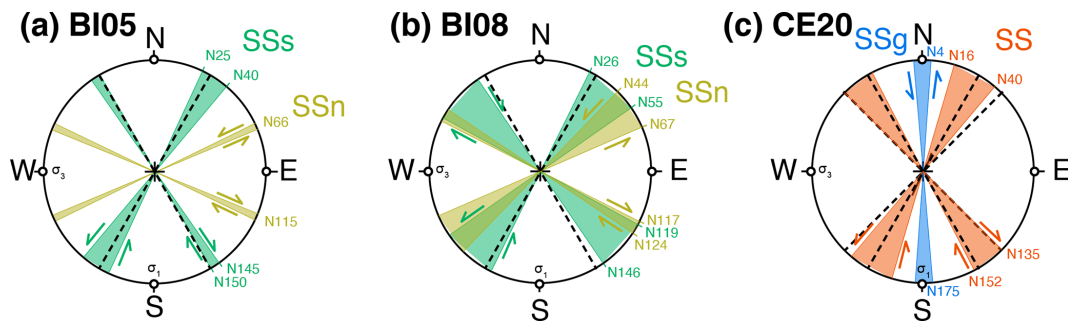 (a) BI05
N
SSs
N25
N40
SSn
N66
W
σ3
E
N115
N145
N150
σ1
S
(b) BI08
N
SSs
N26
N44
N55
SSn
N67
W
σ3
E
N117
N119
N124
N146
σ1
S
(c) CE20
N
SSg
N4
SS
N16
N40
W
σ3
E
N135
N152
σ1
N175
S